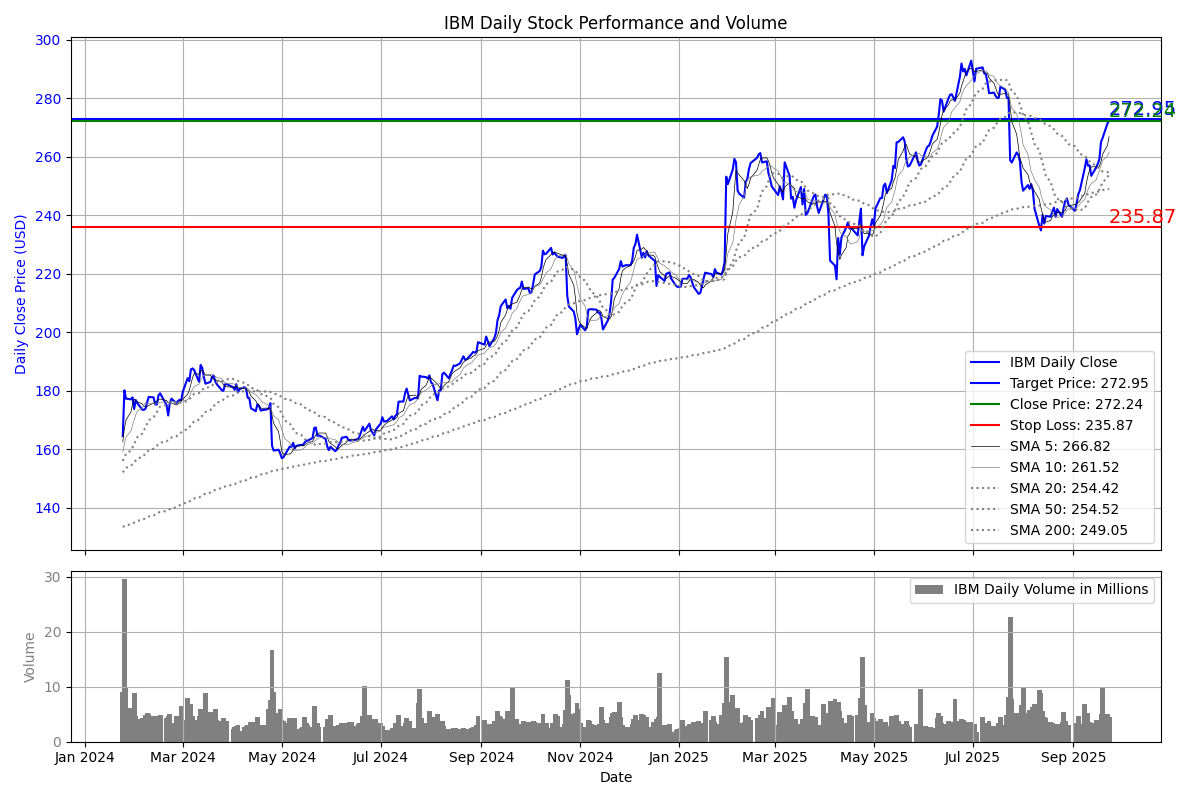 IBM Daily Stock Performance and Volume
300
280
260
240
220
200
180
160
140
Daily Close Price (USD)
272.95
272.24
235.87
IBM Daily Close
Target Price: 272.95
Close Price: 272.24
Stop Loss: 235.87
SMA 5: 266.82
SMA 10: 261.52
SMA 20: 254.42
SMA 50: 254.52
SMA 200: 249.05
30
20
10
0
Volume
IBM Daily Volume in Millions
Jan 2024 Mar 2024 May 2024 Jul 2024 Sep 2024 Nov 2024 Jan 2025 Mar 2025 May 2025 Jul 2025 Sep 2025
Date